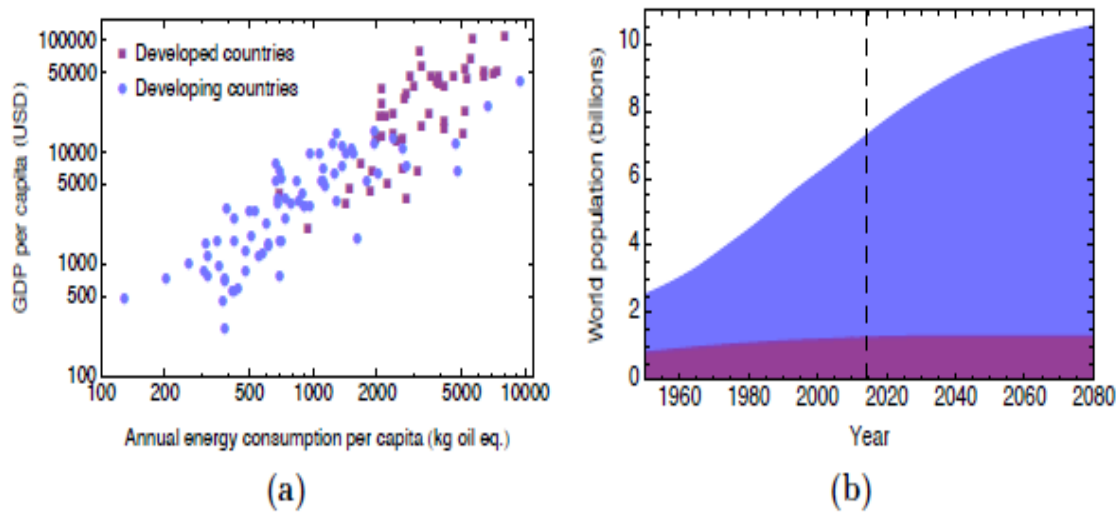 GDP per capita (USD)
100000
50000
10000
5000
1000
500
100
Developed countries
Developing countries
100 200 500 1000 2000 5000 10000
Annual energy consumption per capita (kg oil eq.)
(a)
World population (billions)
10
8
6
4
2
0
1960 1980 2000 2020 2040 2060 2080
Year
(b)